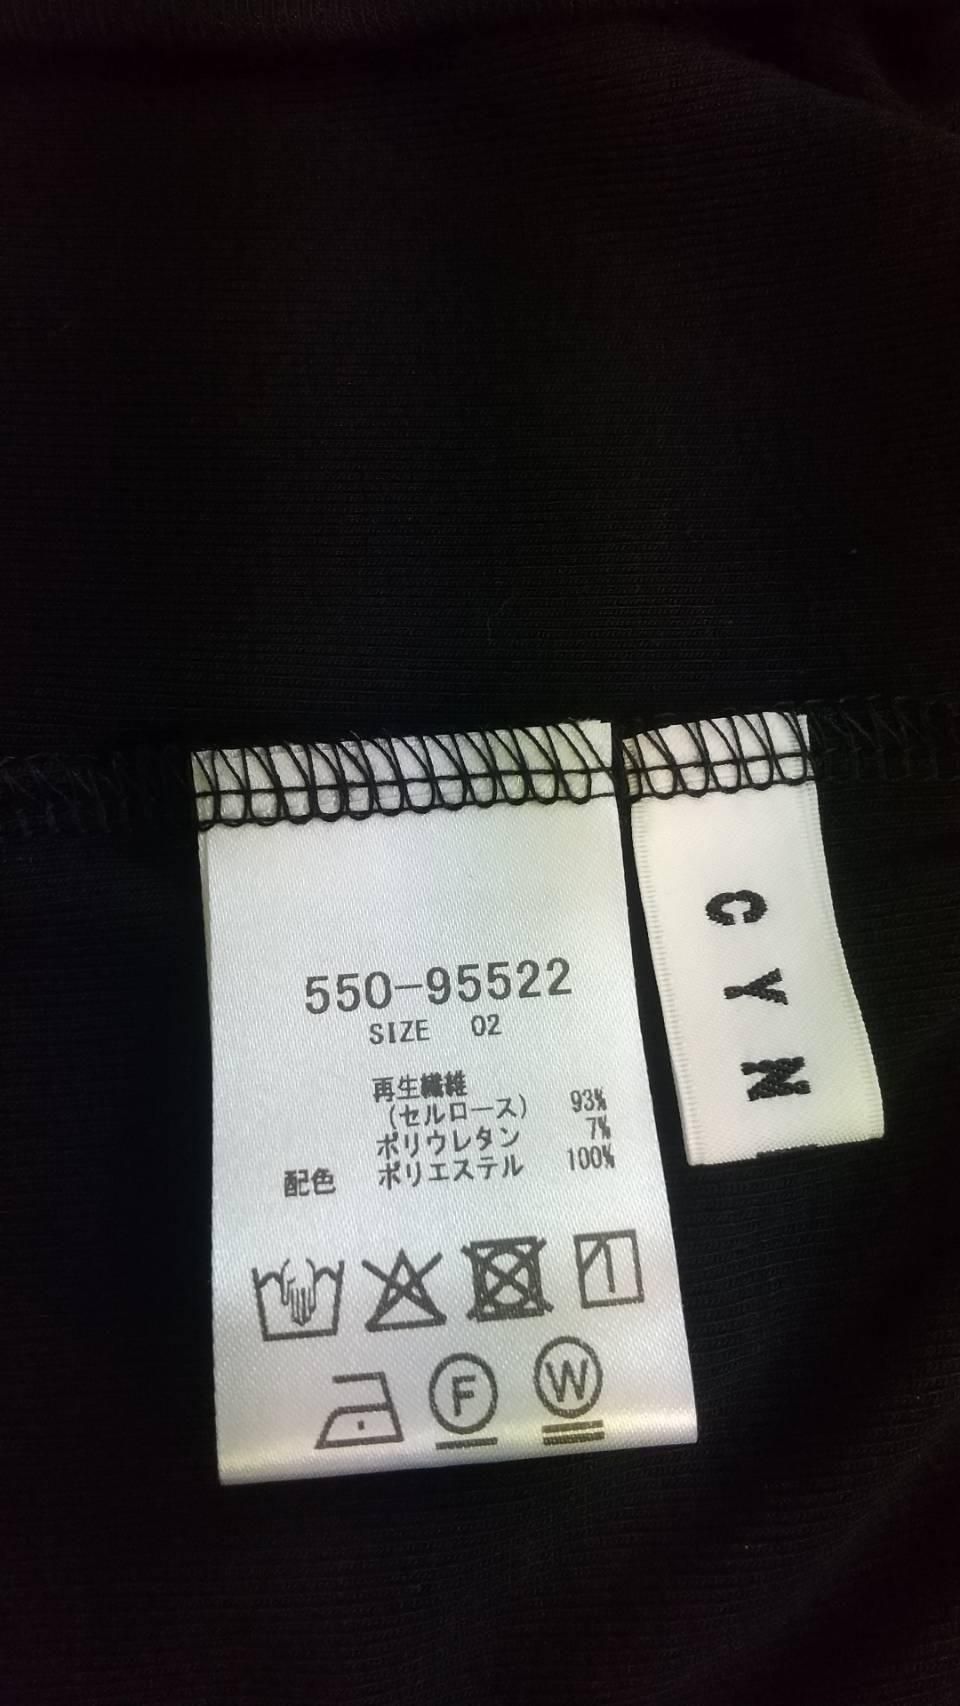 550-95522
SIZE 02
再生繊維
(セルロース) 93%
ポリウレタン 7%
配色 ポリエステル 100%
F
W
CYN